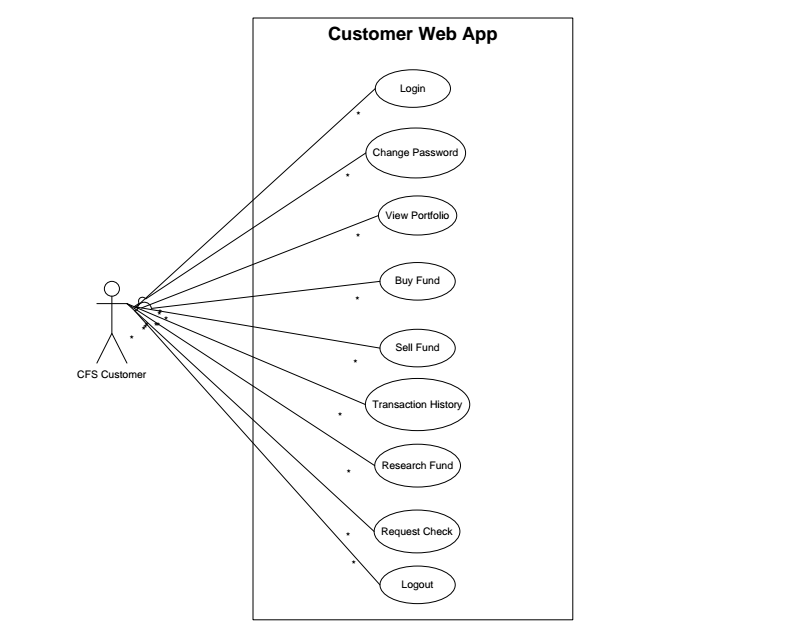 Customer Web App
Login
*
Change Password
*
View Portfolio
*
Buy Fund
*
Sell Fund
*
CFS Customer
Transaction History
*
Research Fund
*
Request Check
*
Logout
*